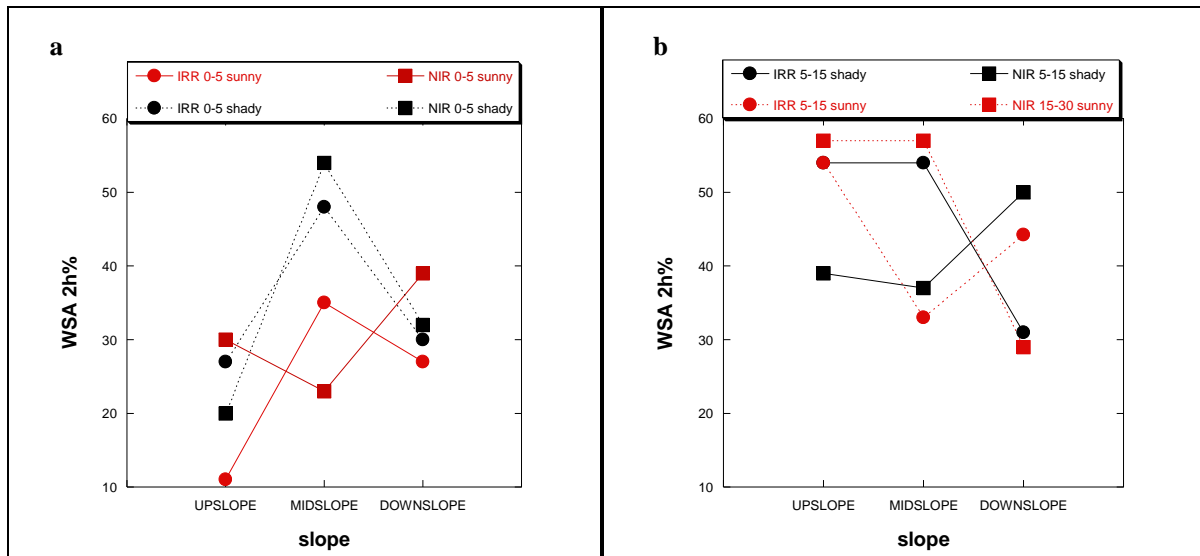 a
IRR 0-5 sunny NIR 0-5 sunny
IRR 0-5 shady NIR 0-5 shady
60
50
40
30
20
10
WSA 2h%
UPSLOPE MIDSLOPE DOWNSLOPE
slope
b
IRR 5-15 shady NIR 5-15 shady
IRR 5-15 sunny NIR 15-30 sunny
60
50
40
30
20
10
WSA 2h%
UPSLOPE MIDSLOPE DOWNSLOPE
slope